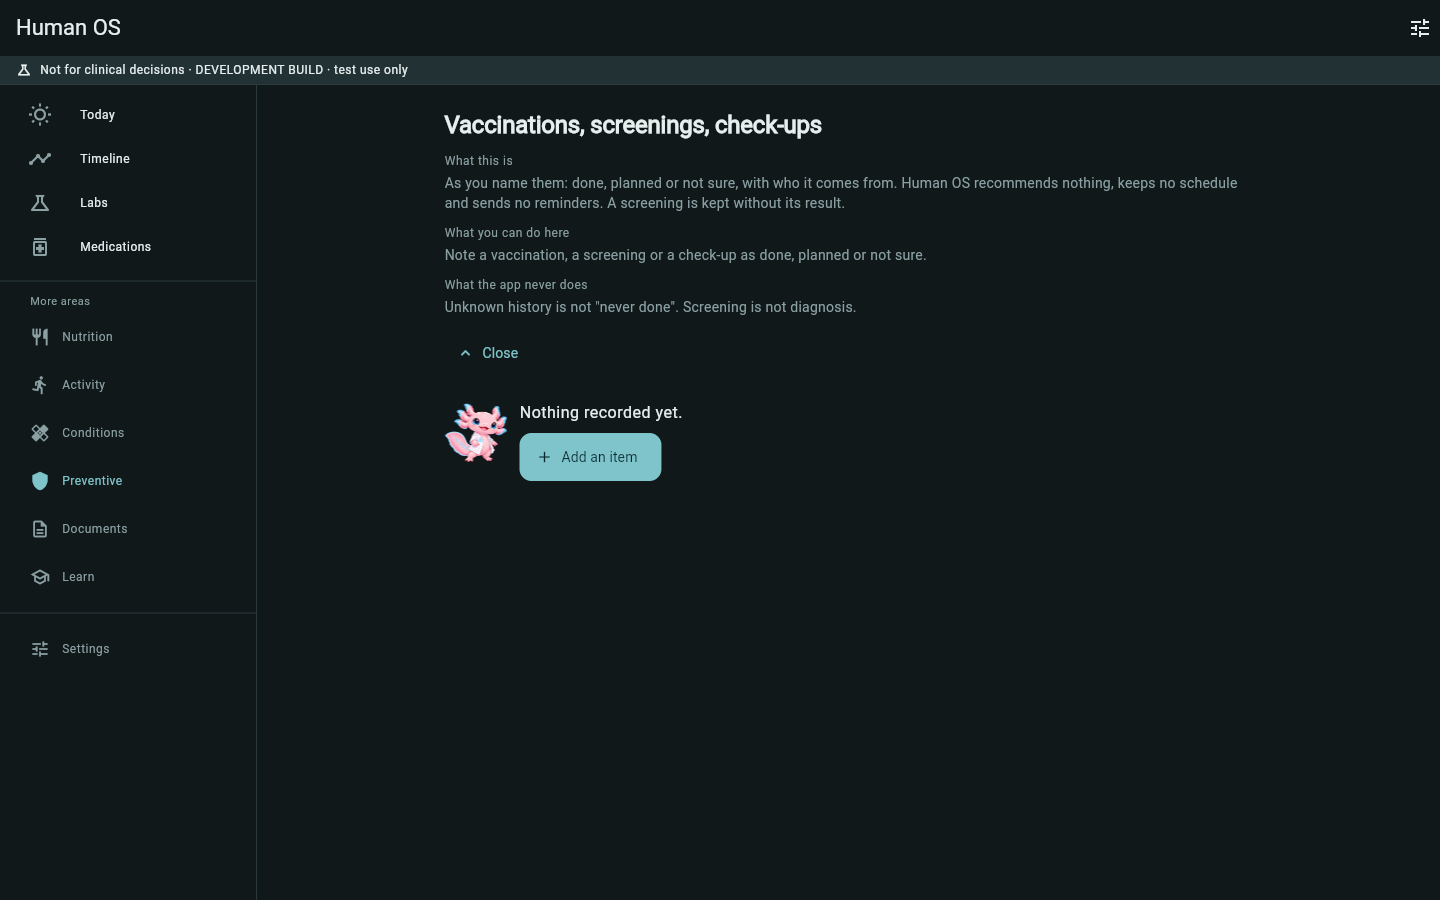 Human OS
Not for clinical decisions · DEVELOPMENT BUILD · test use only
Today
Timeline
Labs
Medications
More areas
Nutrition
Activity
Conditions
Preventive
Documents
Learn
Settings
Vaccinations, screenings, check-ups
What this is
As you name them: done, planned or not sure, with who it comes from. Human OS recommends nothing, keeps no schedule
and sends no reminders. A screening is kept without its result.
What you can do here
Note a vaccination, a screening or a check-up as done, planned or not sure.
What the app never does
Unknown history is not "never done". Screening is not diagnosis.
Close
Nothing recorded yet.
Add an item